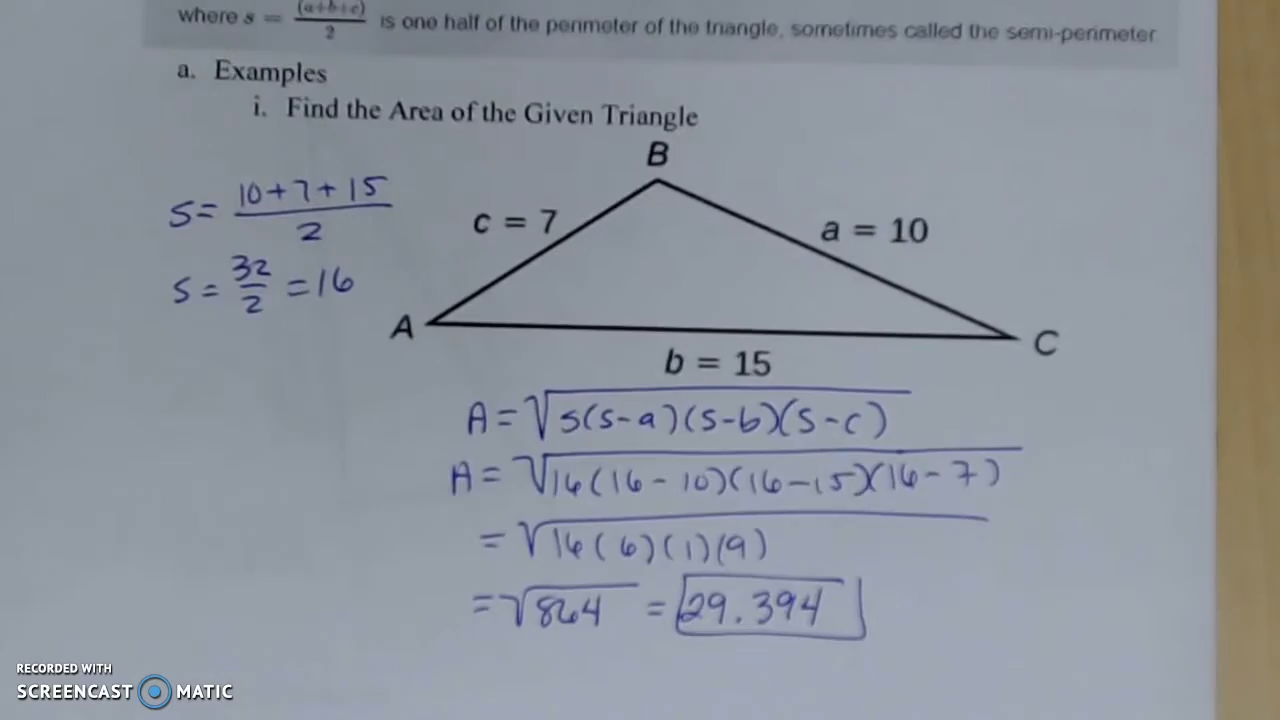 where s = (a+b+c)/2 is one half of the perimeter of the triangle, sometimes called the semi-perimeter
a. Examples
i. Find the Area of the Given Triangle
B
s = 10+7+15/2
c = 7
a = 10
s = 32/2 = 16
A
C
b = 15
A = √s(s-a)(s-b)(s-c)
A = √16(16-10)(16-15)(16-7)
= √16(6)(1)(9)
= √864 = 29.394
RECORDED WITH
SCREENCAST MATIC